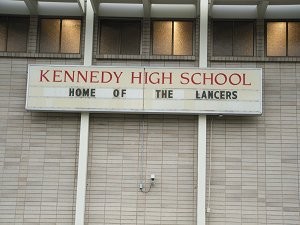 KENNEDY HIGH SCHOOL
HOME OF THE LANCERS